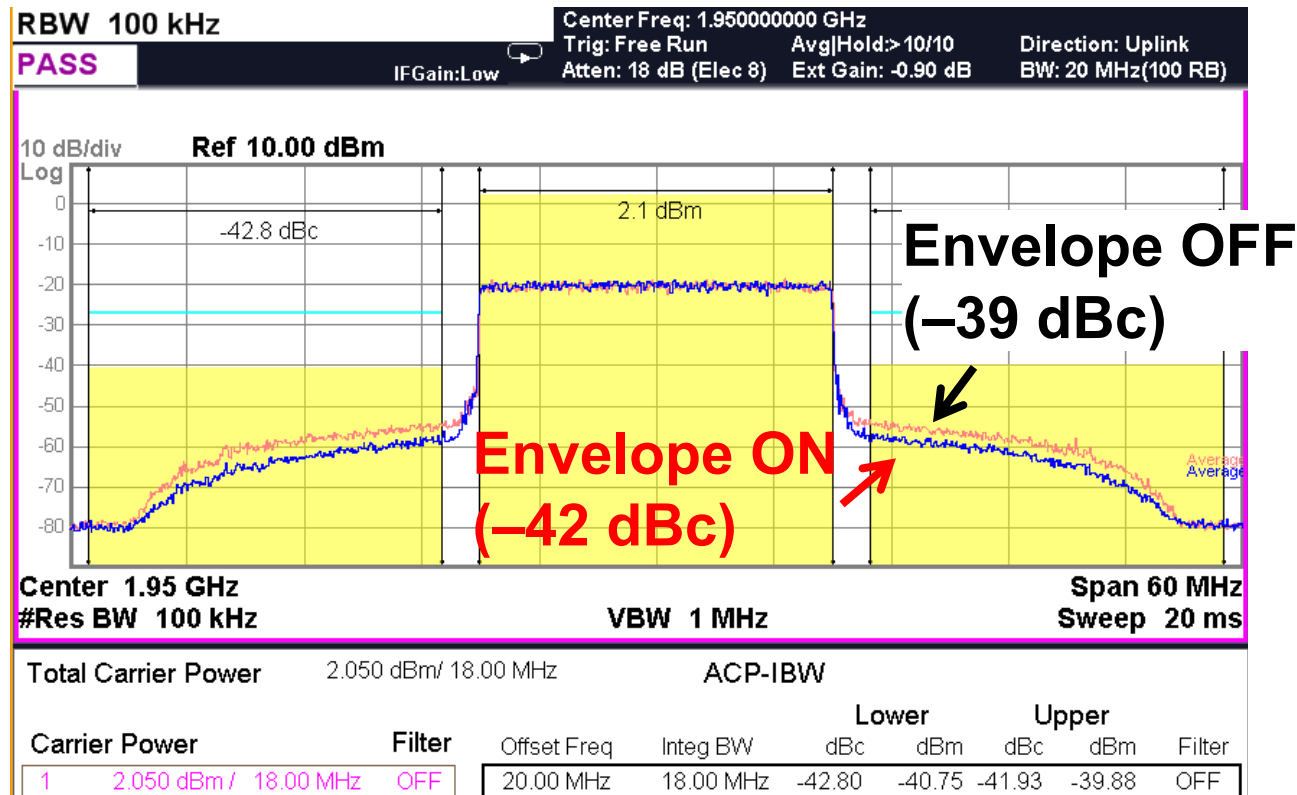 RBW 100 kHz
PASS
IFGain:Low
Center Freq: 1.950000000 GHz
Trig: Free Run
Avg|Hold:>10/10
Direction: Uplink
Atten: 18 dB (Elec 8)
Ext Gain: -0.90 dB
BW: 20 MHz(100 RB)
10 dB/div
Ref 10.00 dBm
Log
0
-10
-20
-30
-40
-50
-60
-70
-80
-42.8 dBc
2.1 dBm
Envelope OFF
(–39 dBc)
Envelope ON
(–42 dBc)
Average
Average
Center 1.95 GHz
Span 60 MHz
#Res BW 100 kHz
VBW 1 MHz
Sweep 20 ms
Total Carrier Power 2.050 dBm/ 18.00 MHz
ACP-IBW
Lower Upper
Carrier Power Filter
Offset Freq Integ BW dBc dBm dBc dBm Filter
1 2.050 dBm / 18.00 MHz OFF
20.00 MHz 18.00 MHz -42.80 -40.75 -41.93 -39.88 OFF